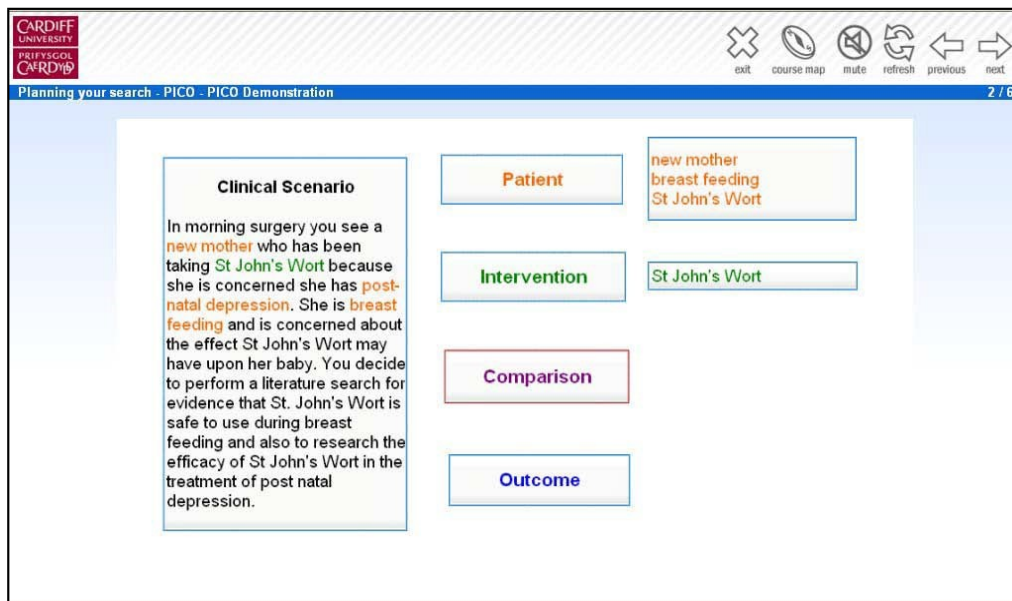 CARDIFF
UNIVERSITY
PRIFYSGOL
CAERDYDD
exit
course map
mute
refresh
previous
next
Planning your search - PICO - PICO Demonstration
2 / 6
Clinical Scenario
In morning surgery you see a
new mother who has been
taking St John's Wort because
she is concerned she has post-
natal depression. She is breast
feeding and is concerned about
the effect St John's Wort may
have upon her baby. You decide
to perform a literature search for
evidence that St. John's Wort is
safe to use during breast
feeding and also to research the
efficacy of St John's Wort in the
treatment of post natal
depression.
Patient
new mother
breast feeding
St John's Wort
Intervention
St John's Wort
Comparison
Outcome